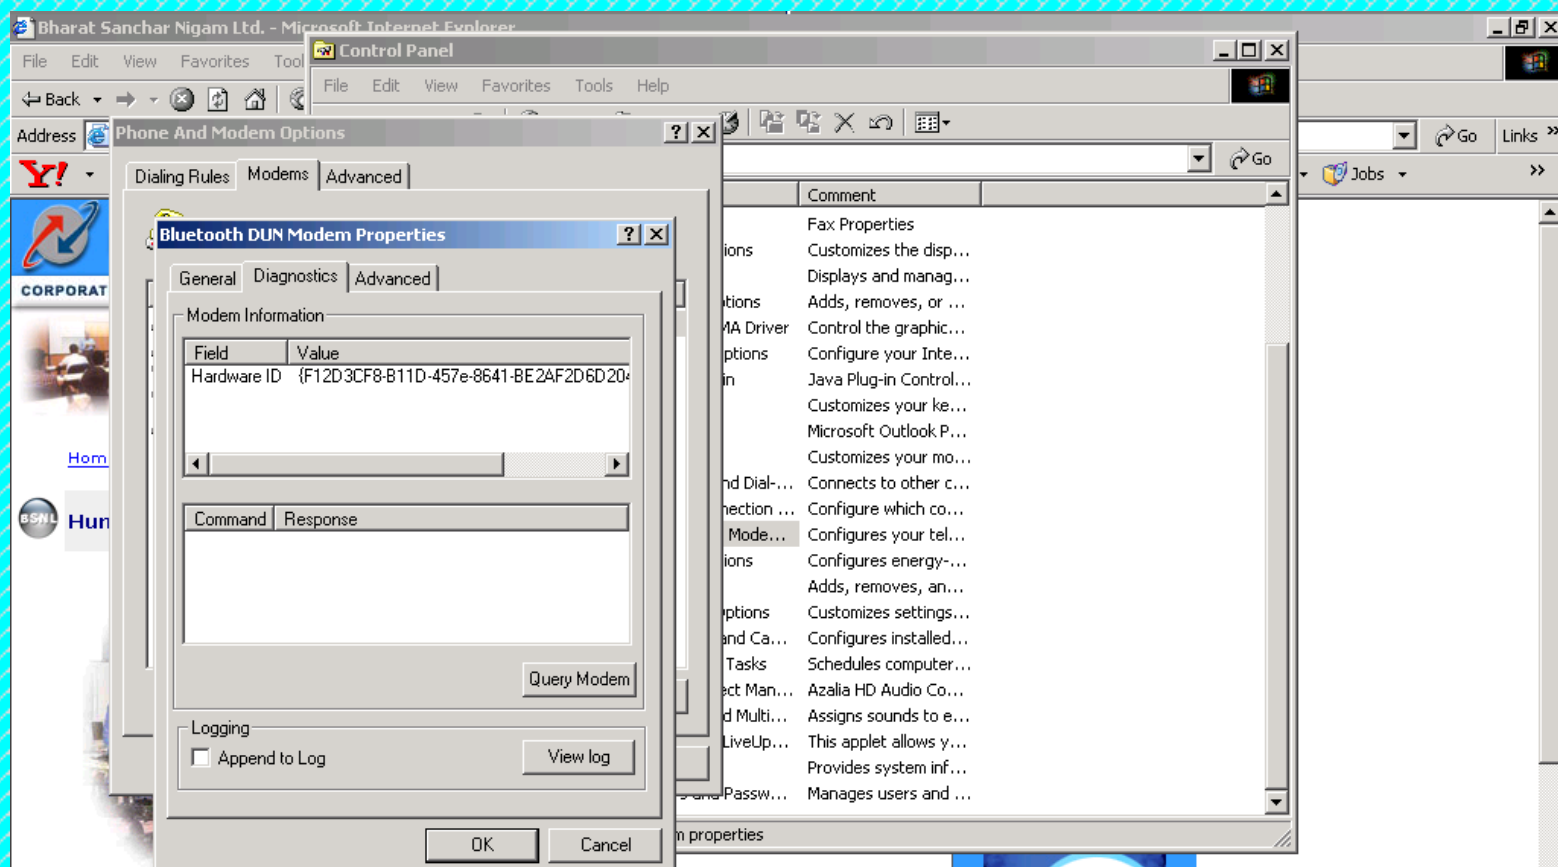 Bharat Sanchar Nigam Ltd. - Microsoft Internet Explorer
File Edit View Favorites
Control Panel
File Edit View Favorites Tools Help
Back
Address
Go Links »
Phone And Modem Options
Go
Y!
Jobs »
Dialing Rules Modems Advanced
Comment
Bluetooth DUN Modem Properties
General Diagnostics Advanced
CORPORAT
Modem Information
Field Value
Hardware ID {F12D3CF8-B11D-457e-8641-BE2AF2D6D204
Command Response
Query Modem
Logging
Append to Log View log
OK Cancel
Hom
BSNL Hum
Fax Properties
ions Customizes the disp...
Displays and manag...
tions Adds, removes, or ...
MA Driver Control the graphic...
ptions Configure your Inte...
in Java Plug-in Control...
Customizes your ke...
Microsoft Outlook P...
Customizes your mo...
nd Dial-... Connects to other c...
nection ... Configure which co...
Mode... Configures your tel...
ions Configures energy-...
Adds, removes, an...
ptions Customizes settings...
and Ca... Configures installed...
Tasks Schedules computer...
ect Man... Azalia HD Audio Co...
d Multi... Assigns sounds to e...
LiveUp... This applet allows y...
Provides system inf...
and Passw... Manages users and ...
properties